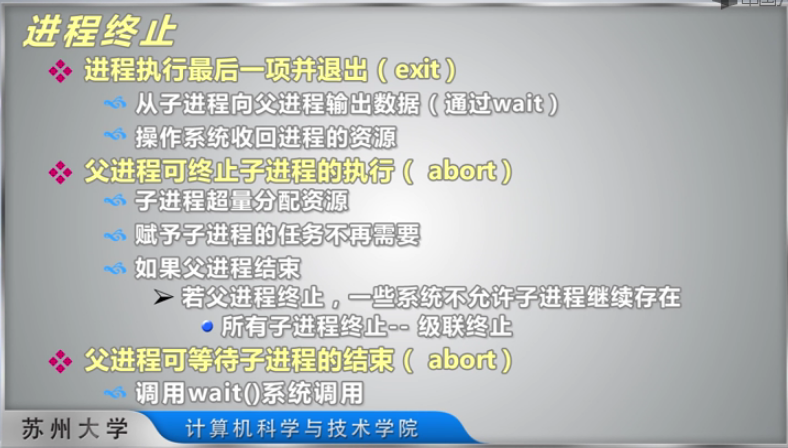 进程终止
进程执行最后一项并退出（exit）
从子进程向父进程输出数据（通过wait）
操作系统收回进程的资源
父进程可终止子进程的执行（ abort）
子进程超量分配资源
赋予子进程的任务不再需要
如果父进程结束
若父进程终止，一些系统不允许子进程继续存在
所有子进程终止-- 级联终止
父进程可等待子进程的结束（ abort）
调用wait()系统调用
苏州大学
计算机科学与技术学院